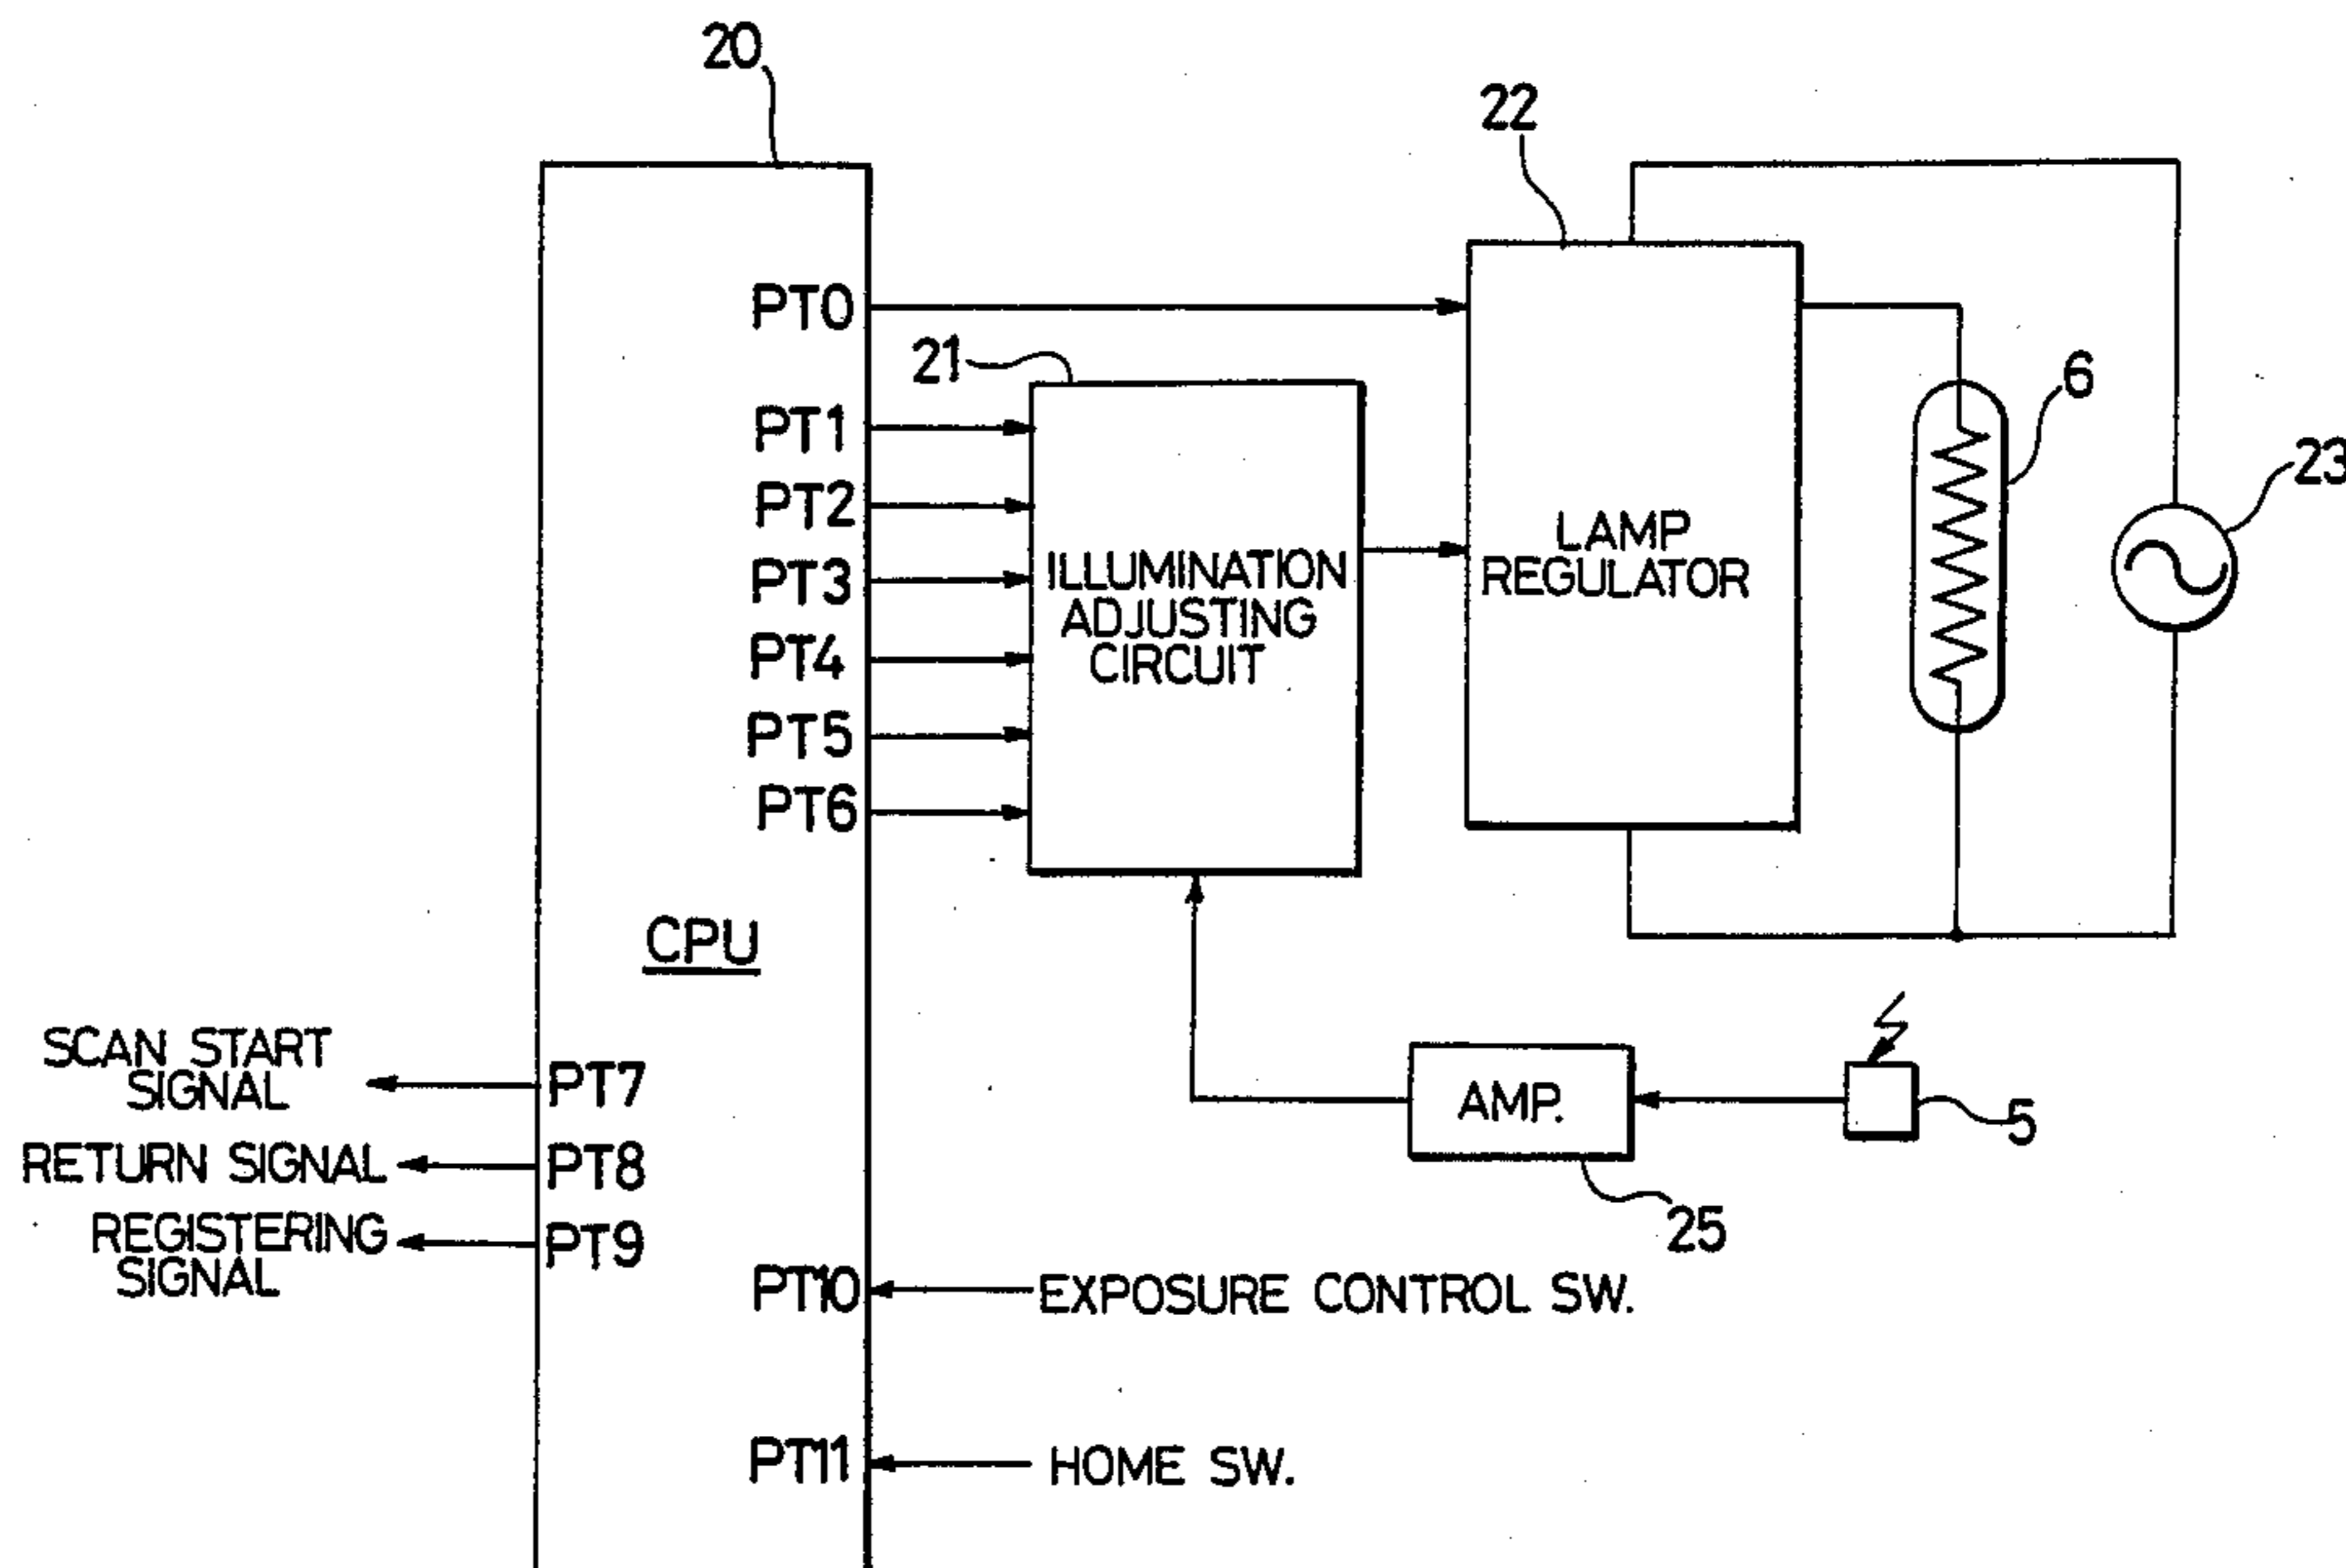 20
22
PT0
21
6
PT1
23
PT2
PT3
PT4
PT5
PT6
ILLUMINATION
ADJUSTING
CIRCUIT
LAMP
REGULATOR
CPU
SCAN START
SIGNAL
PT7
RETURN SIGNAL
PT8
REGISTERING
SIGNAL
PT9
AMP.
5
25
PT10
EXPOSURE CONTROL SW.
PT11
HOME SW.